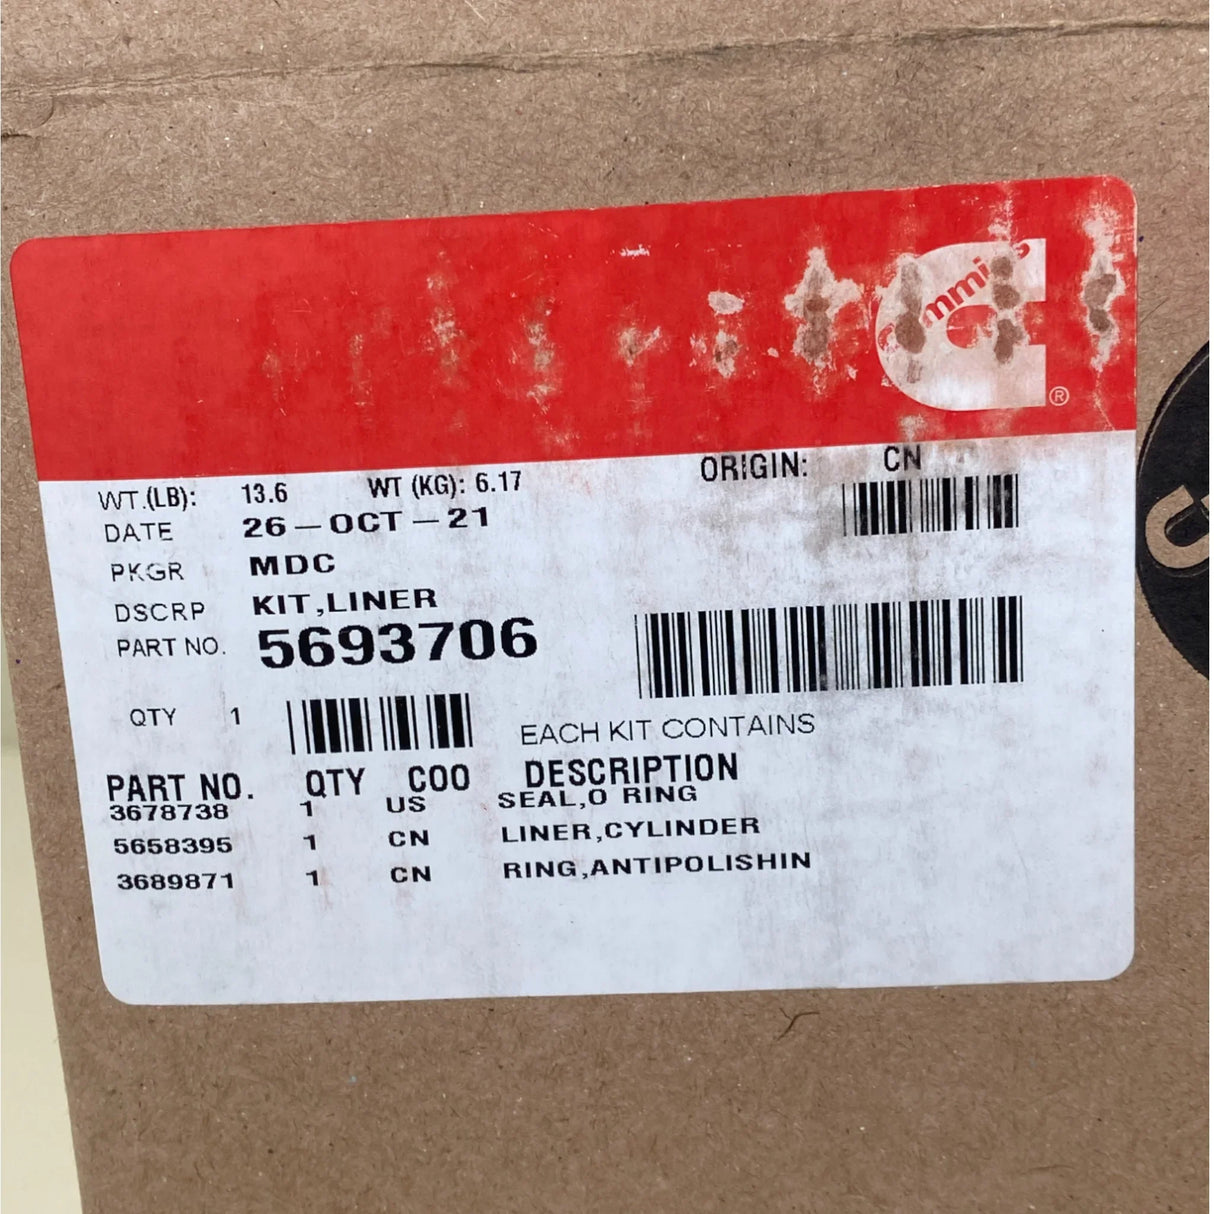 mmins
®
WT.(LB): 13.6 WT (KG): 6.17 ORIGIN: CN
DATE 26-OCT-21
PKGR MDC
DSCRP KIT,LINER
PART NO. 5693706
QTY 1
EACH KIT CONTAINS
PART NO. QTY COO DESCRIPTION
3678738 1 US SEAL,O RING
5658395 1 CN LINER,CYLINDER
3689871 1 CN RING,ANTIPOLISHIN